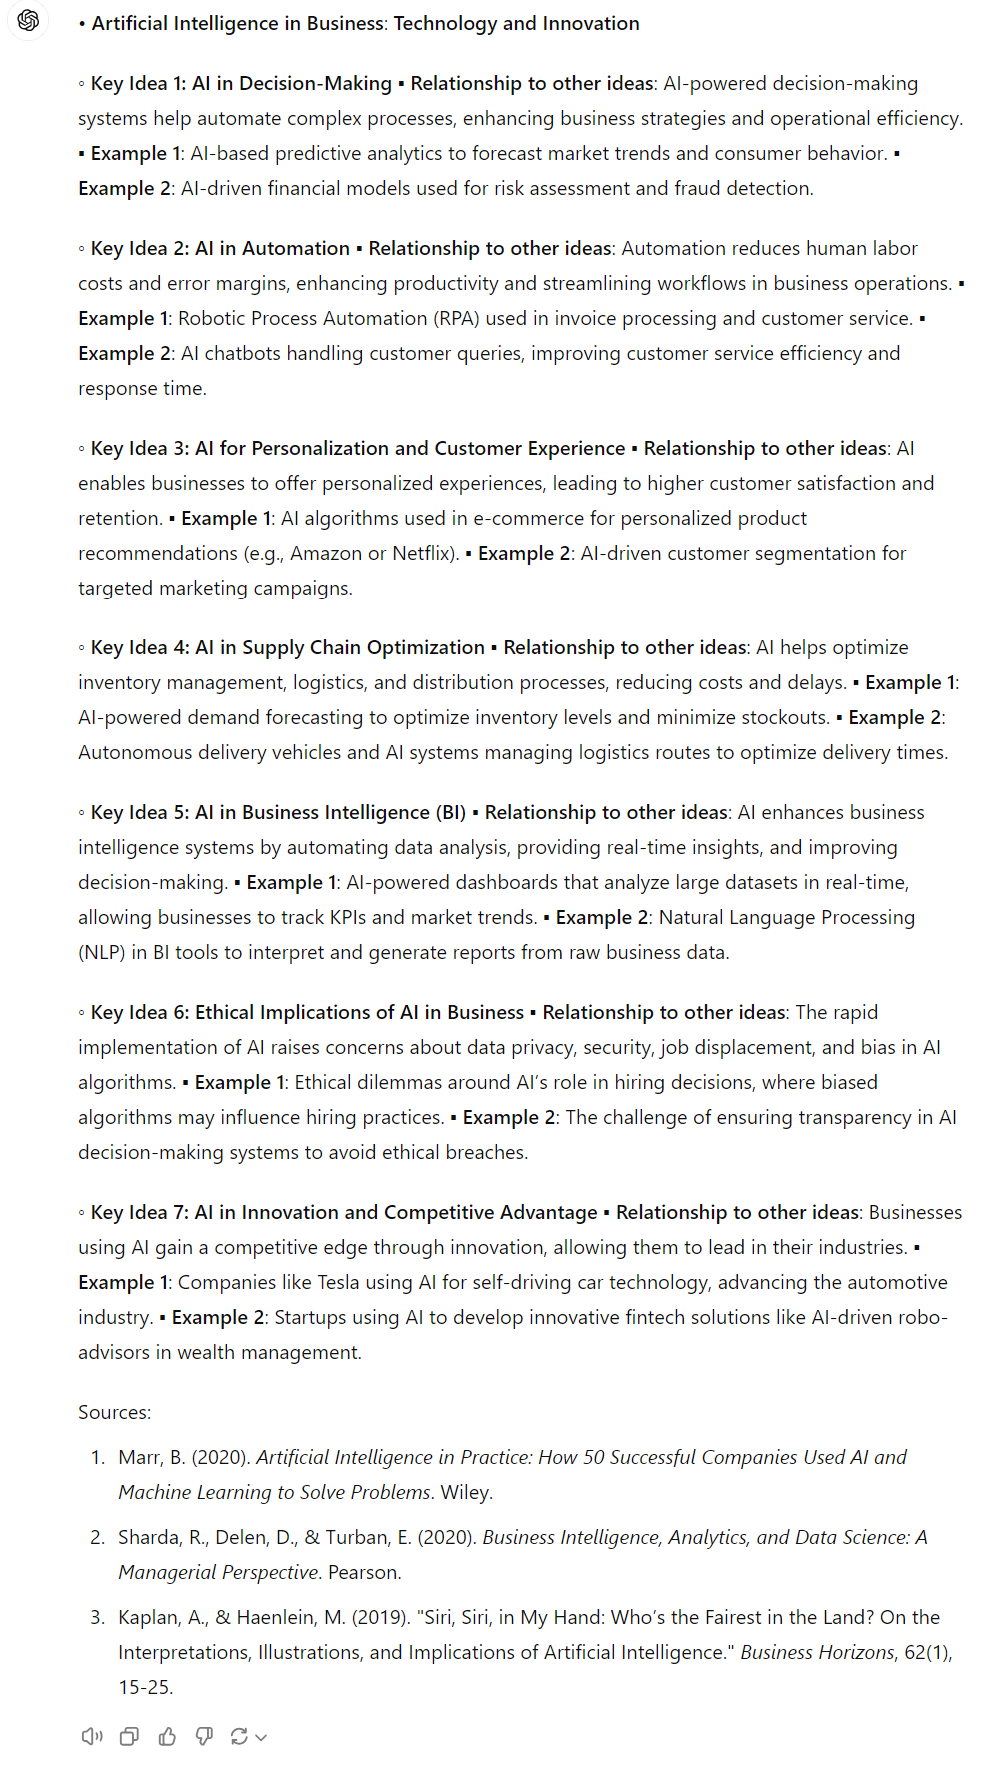 • Artificial Intelligence in Business: Technology and Innovation
◦ Key Idea 1: AI in Decision-Making ▪ Relationship to other ideas: AI-powered decision-making
systems help automate complex processes, enhancing business strategies and operational efficiency.
▪ Example 1: AI-based predictive analytics to forecast market trends and consumer behavior. ▪
Example 2: AI-driven financial models used for risk assessment and fraud detection.
◦ Key Idea 2: AI in Automation ▪ Relationship to other ideas: Automation reduces human labor
costs and error margins, enhancing productivity and streamlining workflows in business operations. ▪
Example 1: Robotic Process Automation (RPA) used in invoice processing and customer service. ▪
Example 2: AI chatbots handling customer queries, improving customer service efficiency and
response time.
◦ Key Idea 3: AI for Personalization and Customer Experience ▪ Relationship to other ideas: AI
enables businesses to offer personalized experiences, leading to higher customer satisfaction and
retention. ▪ Example 1: AI algorithms used in e-commerce for personalized product
recommendations (e.g., Amazon or Netflix). ▪ Example 2: AI-driven customer segmentation for
targeted marketing campaigns.
◦ Key Idea 4: AI in Supply Chain Optimization ▪ Relationship to other ideas: AI helps optimize
inventory management, logistics, and distribution processes, reducing costs and delays. ▪ Example 1:
AI-powered demand forecasting to optimize inventory levels and minimize stockouts. ▪ Example 2:
Autonomous delivery vehicles and AI systems managing logistics routes to optimize delivery times.
◦ Key Idea 5: AI in Business Intelligence (BI) ▪ Relationship to other ideas: AI enhances business
intelligence systems by automating data analysis, providing real-time insights, and improving
decision-making. ▪ Example 1: AI-powered dashboards that analyze large datasets in real-time,
allowing businesses to track KPIs and market trends. ▪ Example 2: Natural Language Processing
(NLP) in BI tools to interpret and generate reports from raw business data.
◦ Key Idea 6: Ethical Implications of AI in Business ▪ Relationship to other ideas: The rapid
implementation of AI raises concerns about data privacy, security, job displacement, and bias in AI
algorithms. ▪ Example 1: Ethical dilemmas around AI's role in hiring decisions, where biased
algorithms may influence hiring practices. ▪ Example 2: The challenge of ensuring transparency in AI
decision-making systems to avoid ethical breaches.
◦ Key Idea 7: AI in Innovation and Competitive Advantage ▪ Relationship to other ideas: Businesses
using AI gain a competitive edge through innovation, allowing them to lead in their industries. ▪
Example 1: Companies like Tesla using AI for self-driving car technology, advancing the automotive
industry. ▪ Example 2: Startups using AI to develop innovative fintech solutions like AI-driven robo-
advisors in wealth management.
Sources:
1. Marr, B. (2020). Artificial Intelligence in Practice: How 50 Successful Companies Used AI and
Machine Learning to Solve Problems. Wiley.
2. Sharda, R., Delen, D., & Turban, E. (2020). Business Intelligence, Analytics, and Data Science: A
Managerial Perspective. Pearson.
3. Kaplan, A., & Haenlein, M. (2019). "Siri, Siri, in My Hand: Who's the Fairest in the Land? On the
Interpretations, Illustrations, and Implications of Artificial Intelligence." Business Horizons, 62(1),
15-25.